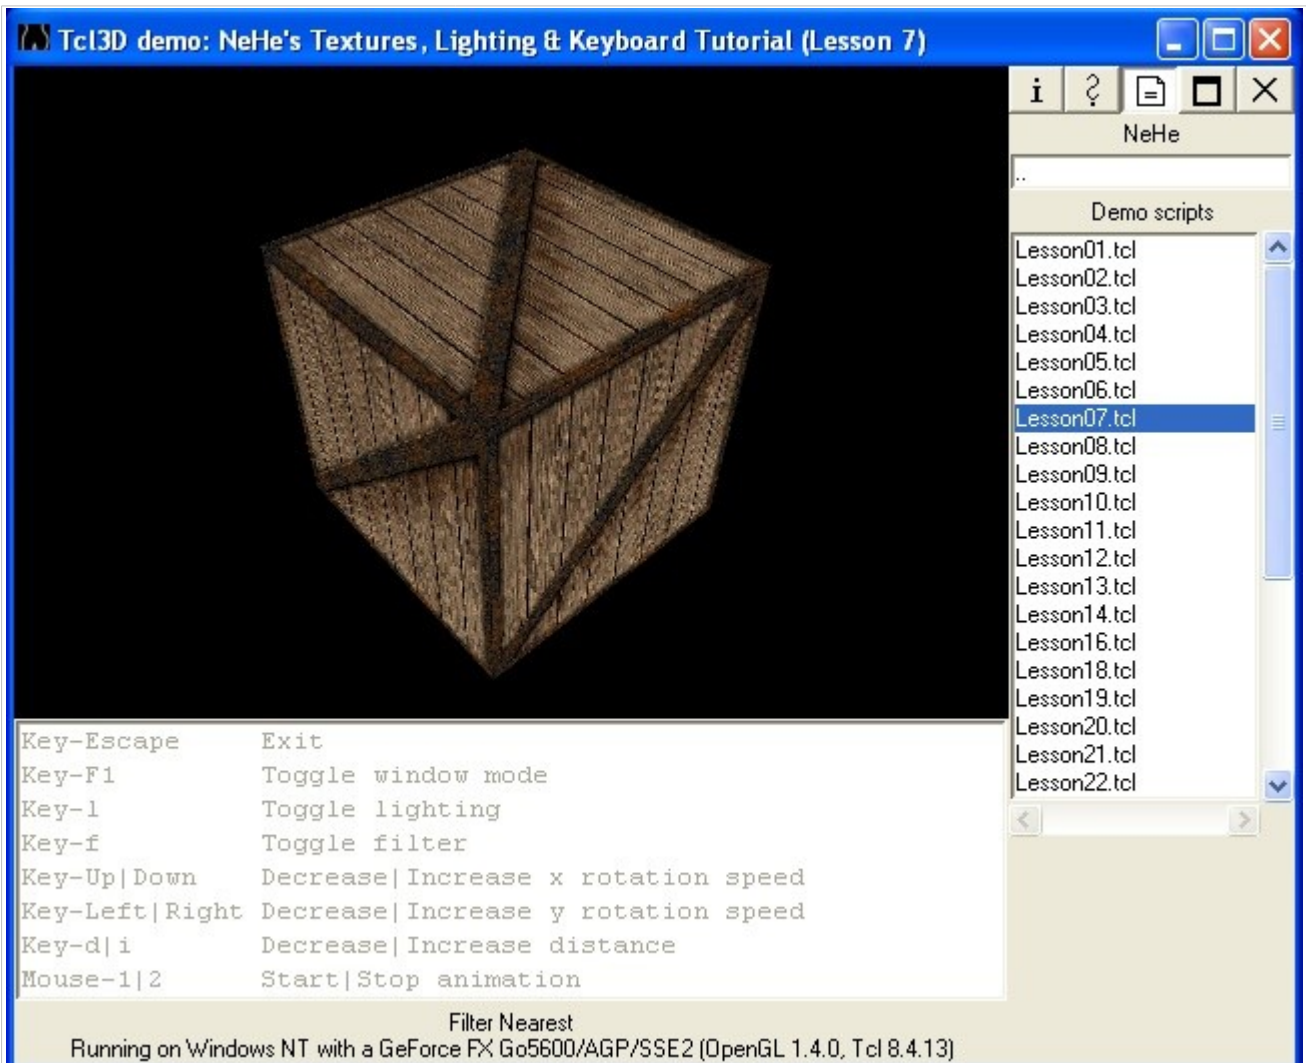 Tcl3D demo: NeHe's Textures, Lighting & Keyboard Tutorial (Lesson 7)
NeHe
..
Demo scripts
Lesson01.tcl
Lesson02.tcl
Lesson03.tcl
Lesson04.tcl
Lesson05.tcl
Lesson06.tcl
Lesson07.tcl
Lesson08.tcl
Lesson09.tcl
Lesson10.tcl
Lesson11.tcl
Lesson12.tcl
Lesson13.tcl
Lesson14.tcl
Lesson16.tcl
Lesson18.tcl
Lesson19.tcl
Lesson20.tcl
Lesson21.tcl
Lesson22.tcl
Key-Escape Exit
Key-F1 Toggle window mode
Key-l Toggle lighting
Key-f Toggle filter
Key-Up|Down Decrease|Increase x rotation speed
Key-Left|Right Decrease|Increase y rotation speed
Key-d|i Decrease|Increase distance
Mouse-1|2 Start|Stop animation
Filter Nearest
Running on Windows NT with a GeForce FX Go5600/AGP/SSE2 (OpenGL 1.4.0, Tcl 8.4.13)